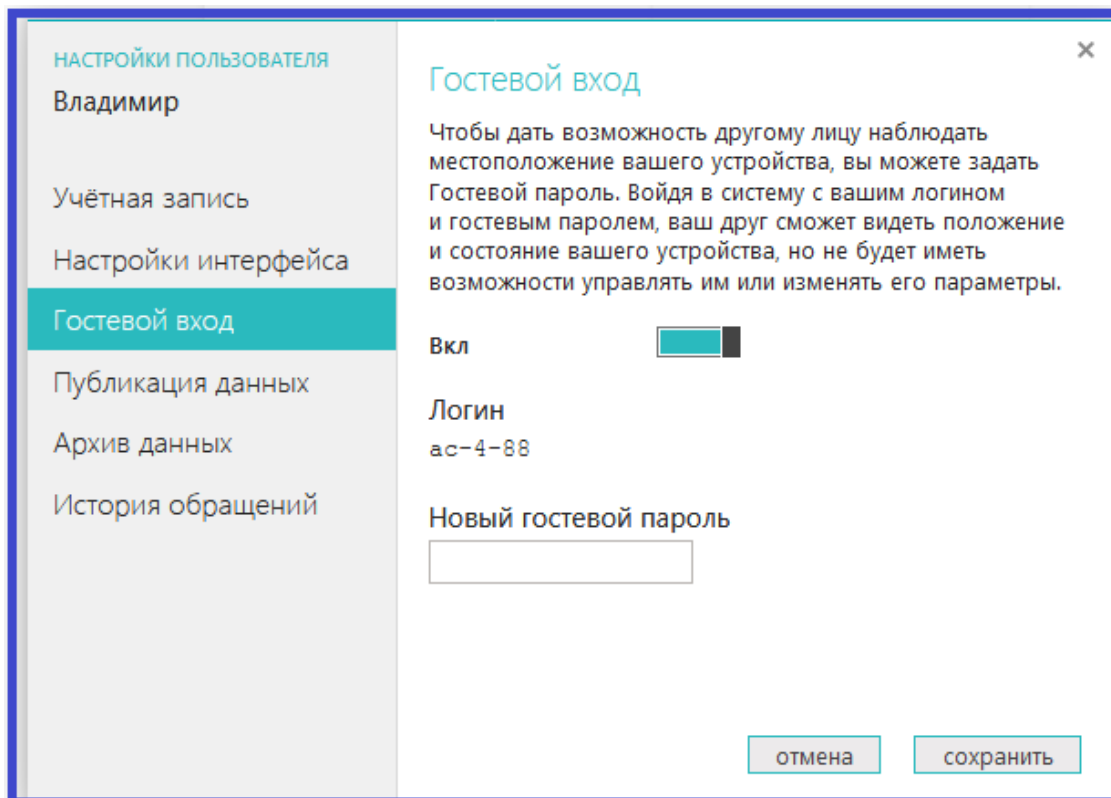 НАСТРОЙКИ ПОЛЬЗОВАТЕЛЯ
Владимир
Учётная запись
Настройки интерфейса
Гостевой вход
Публикация данных
Архив данных
История обращений
×
Гостевой вход
Чтобы дать возможность другому лицу наблюдать
местоположение вашего устройства, вы можете задать
Гостевой пароль. Войдя в систему с вашим логином
и гостевым паролем, ваш друг сможет видеть положение
и состояние вашего устройства, но не будет иметь
возможности управлять им или изменять его параметры.
Вкл
Логин
ac-4-88
Новый гостевой пароль
отмена
сохранить